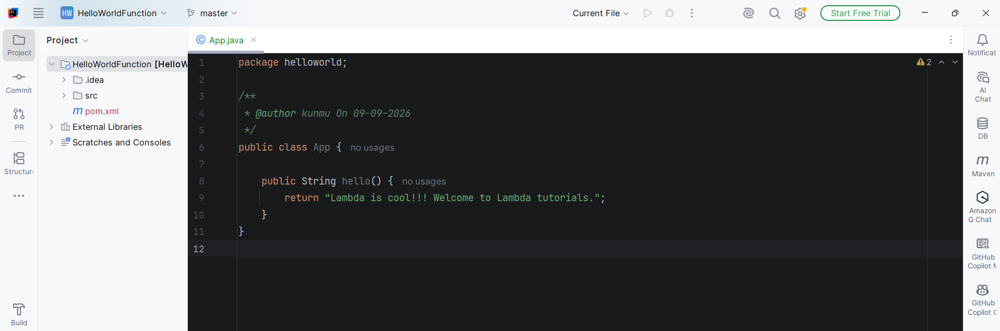 HW HelloWorldFunction master Current File Start Free Trial
Project
Commit
PR
Structure
Build
Project
HelloWorldFunction [HelloW
.idea
src
pom.xml
External Libraries
Scratches and Consoles
App.java
1 package helloworld;
2
3 /**
4 * @author kunmu On 09-09-2026
5 */
6 public class App { no usages
7
8 public String hello() { no usages
9 return "Lambda is cool!!! Welcome to Lambda tutorials.";
10 }
11 }
12
2
Notificat
AI
Chat
DB
Maven
Amazon
Q Chat
GitHub
Copilot M
GitHub
Copilot C